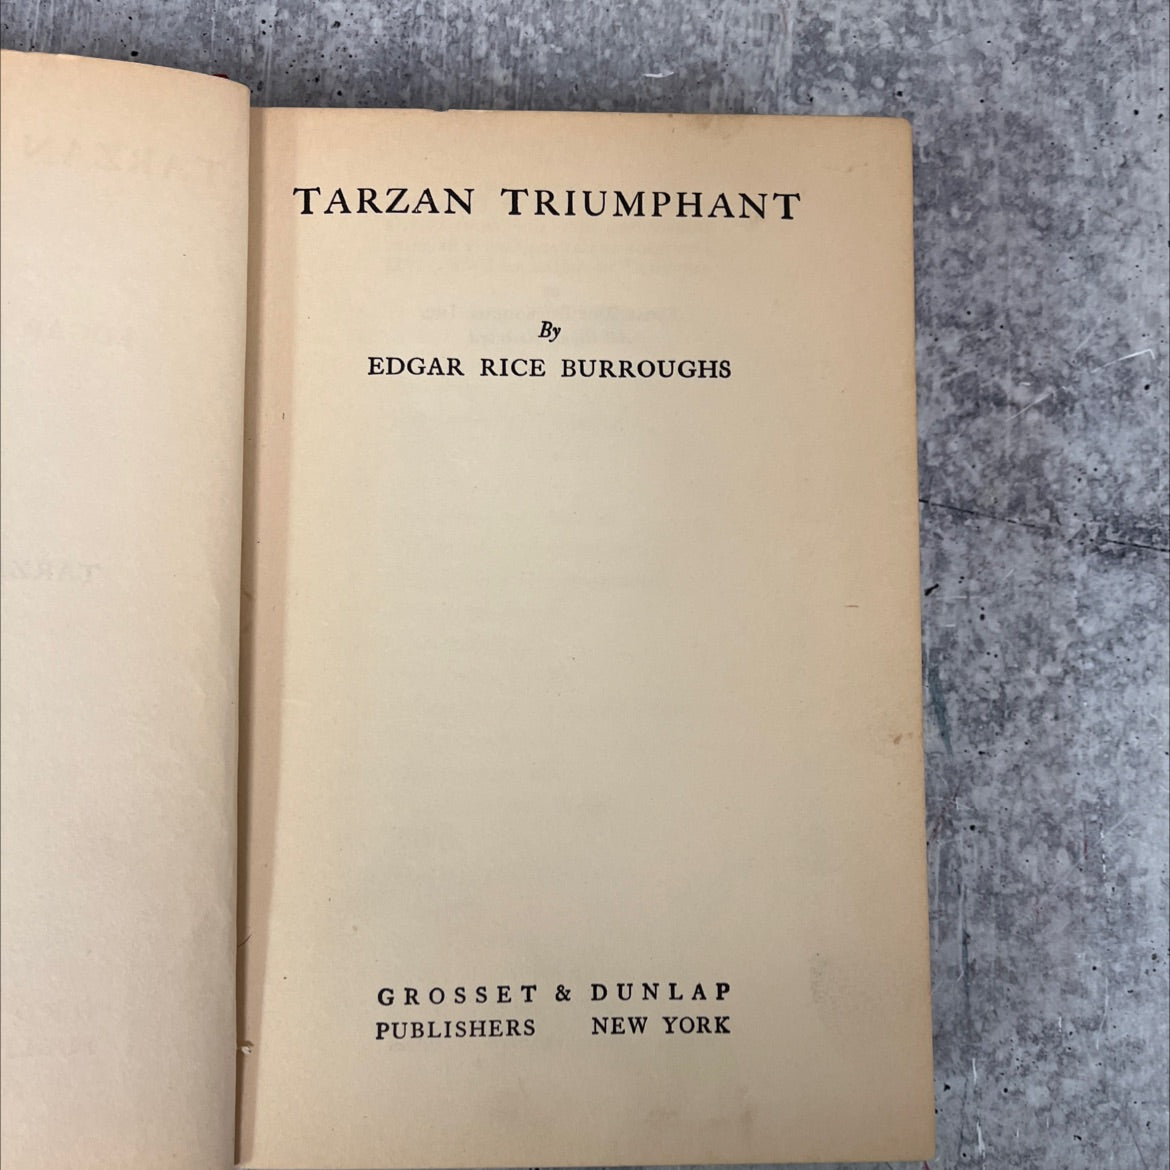 TARZAN TRIUMPHANT
By
EDGAR RICE BURROUGHS
GROSSET & DUNLAP
PUBLISHERS NEW YORK